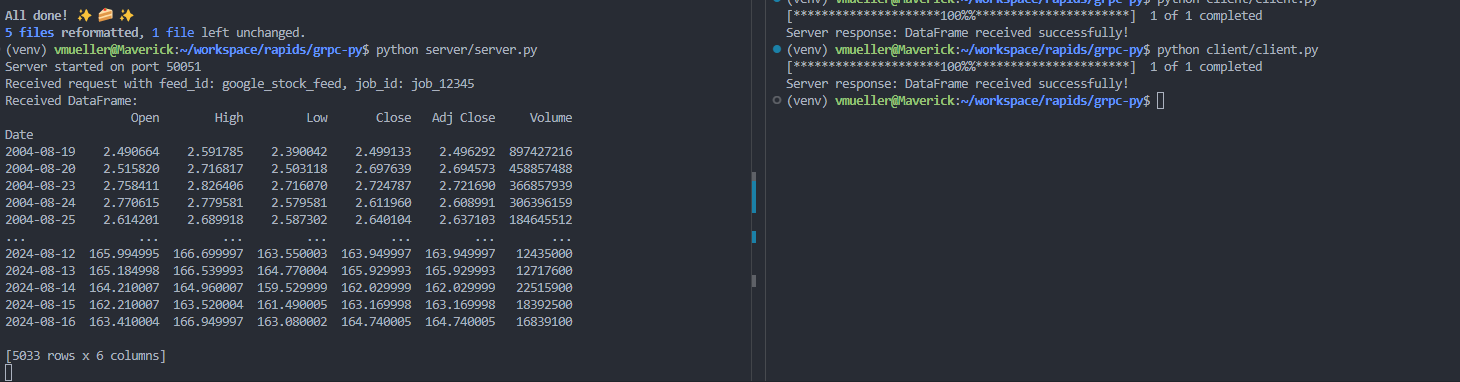 All done! ✨ 🍰 ✨
5 files reformatted, 1 file left unchanged.
(venv) vmueller@Maverick:~/workspace/rapids/grpc-py$ python server/server.py
Server started on port 50051
Received request with feed_id: google_stock_feed, job_id: job_12345
Received DataFrame:
Open High Low Close Adj Close Volume
Date
2004-08-19 2.490664 2.591785 2.390042 2.499133 2.496292 897427216
2004-08-20 2.515820 2.716817 2.503118 2.697639 2.694573 458857488
2004-08-23 2.758411 2.826406 2.716070 2.724787 2.721690 366857939
2004-08-24 2.770615 2.779581 2.579581 2.611960 2.608991 306396159
2004-08-25 2.614201 2.689918 2.587302 2.640104 2.637103 184645512
... ... ... ... ... ... ...
2024-08-12 165.994995 166.699997 163.550003 163.949997 163.949997 12435000
2024-08-13 165.184998 166.539993 164.770004 165.929993 165.929993 12717600
2024-08-14 164.210007 164.960007 159.529999 162.029999 162.029999 22515900
2024-08-15 162.210007 163.520004 161.490005 163.169998 163.169998 18392500
2024-08-16 163.410004 166.949997 163.080002 164.740005 164.740005 16839100
[5033 rows x 6 columns]
(venv) vmueller@Maverick:~/workspace/rapids/grpc-py$ python client/client.py
[*********************100%%**********************] 1 of 1 completed
Server response: DataFrame received successfully!
(venv) vmueller@Maverick:~/workspace/rapids/grpc-py$ python client/client.py
[*********************100%%**********************] 1 of 1 completed
Server response: DataFrame received successfully!
(venv) vmueller@Maverick:~/workspace/rapids/grpc-py$